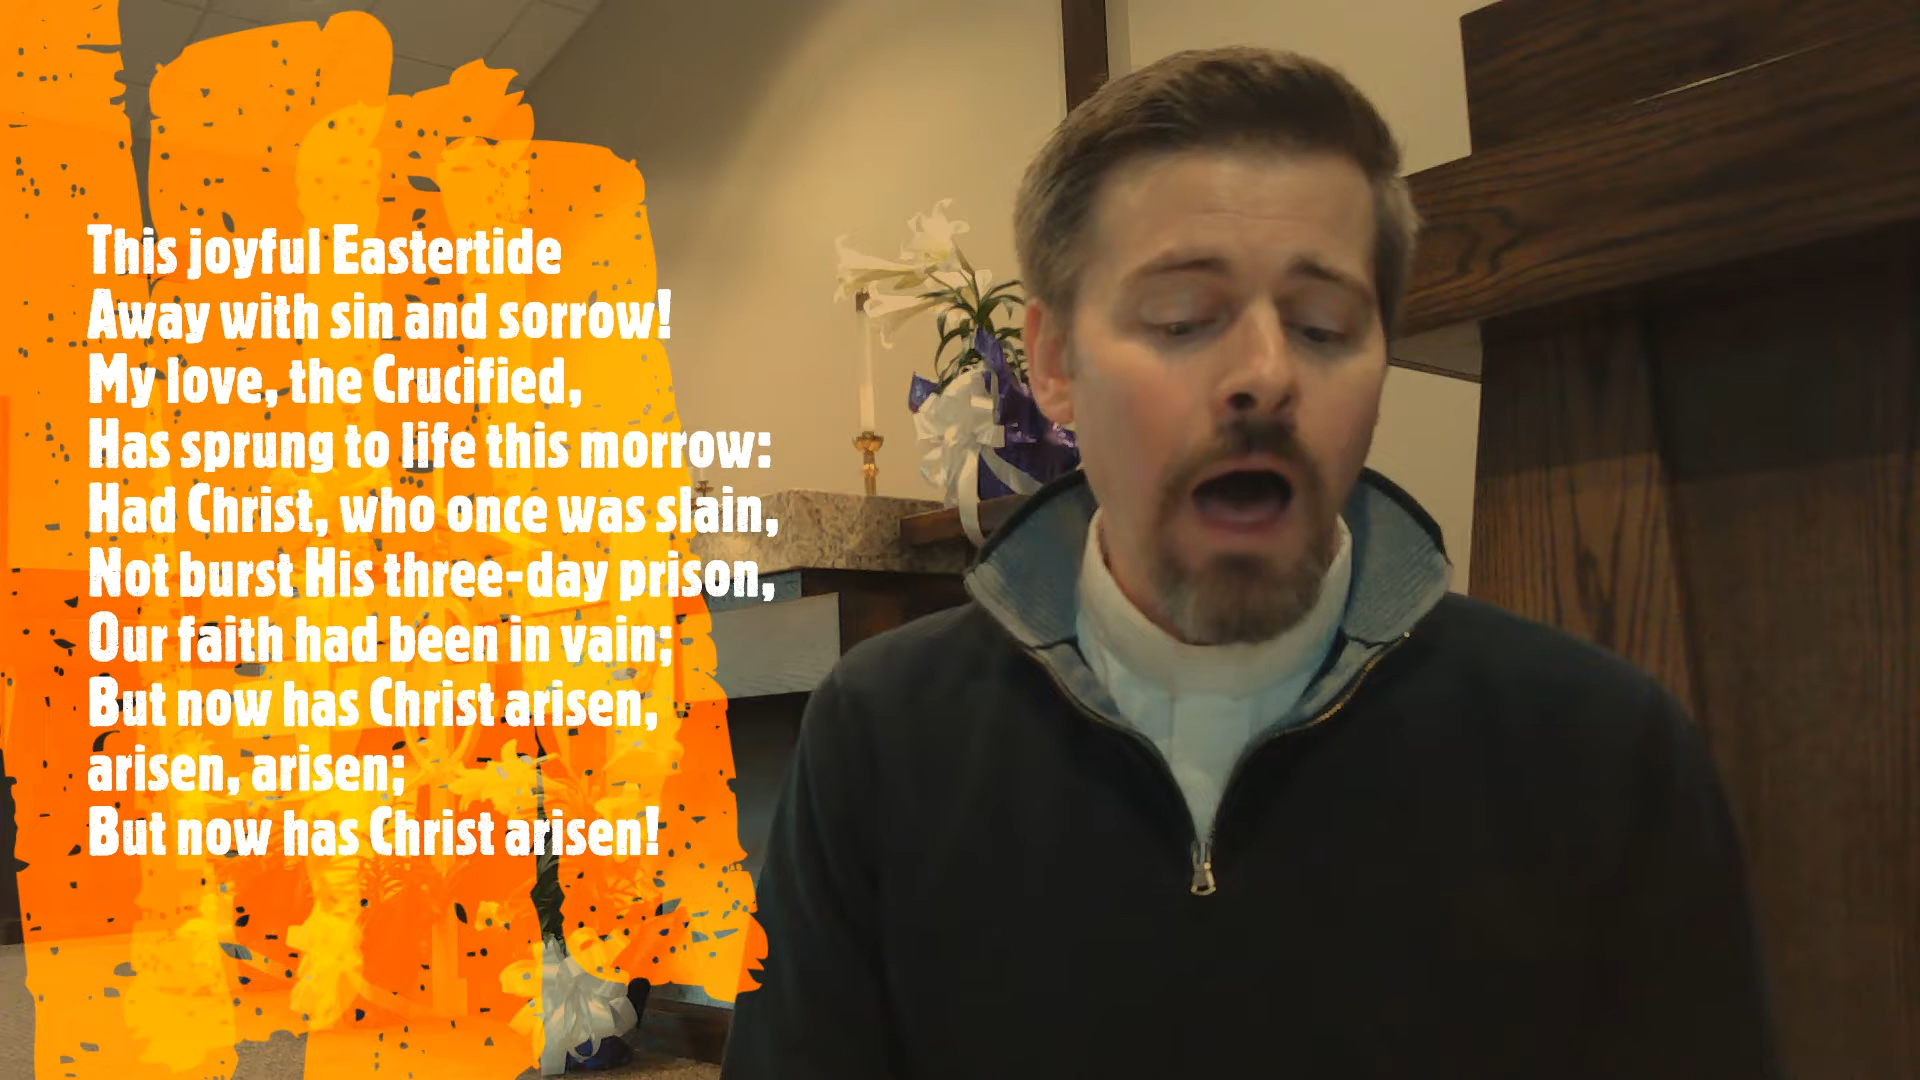 This joyful Eastertide
Away with sin and sorrow!
My love, the Crucified,
Has sprung to life this morrow:
Had Christ, who once was slain,
Not burst His three-day prison,
Our faith had been in vain;
But now has Christ arisen,
arisen, arisen;
But now has Christ arisen!